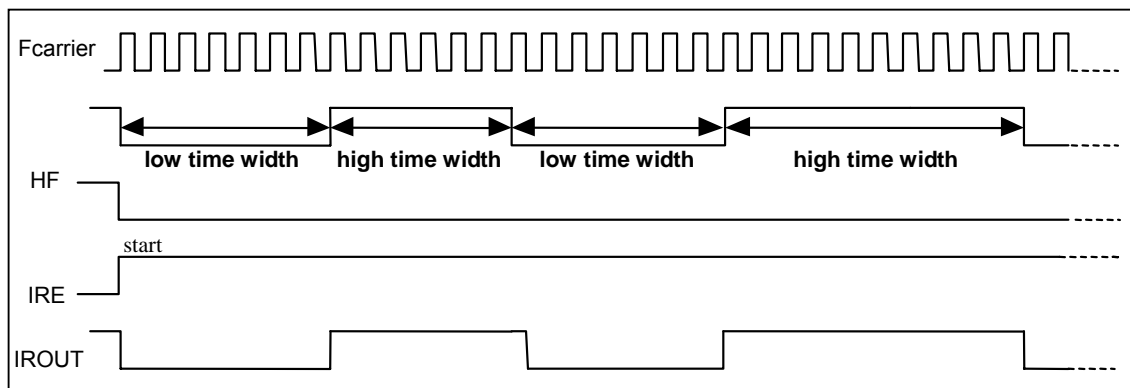 Fcarrier
low time width high time width low time width high time width
HF
start
IRE
IROUT